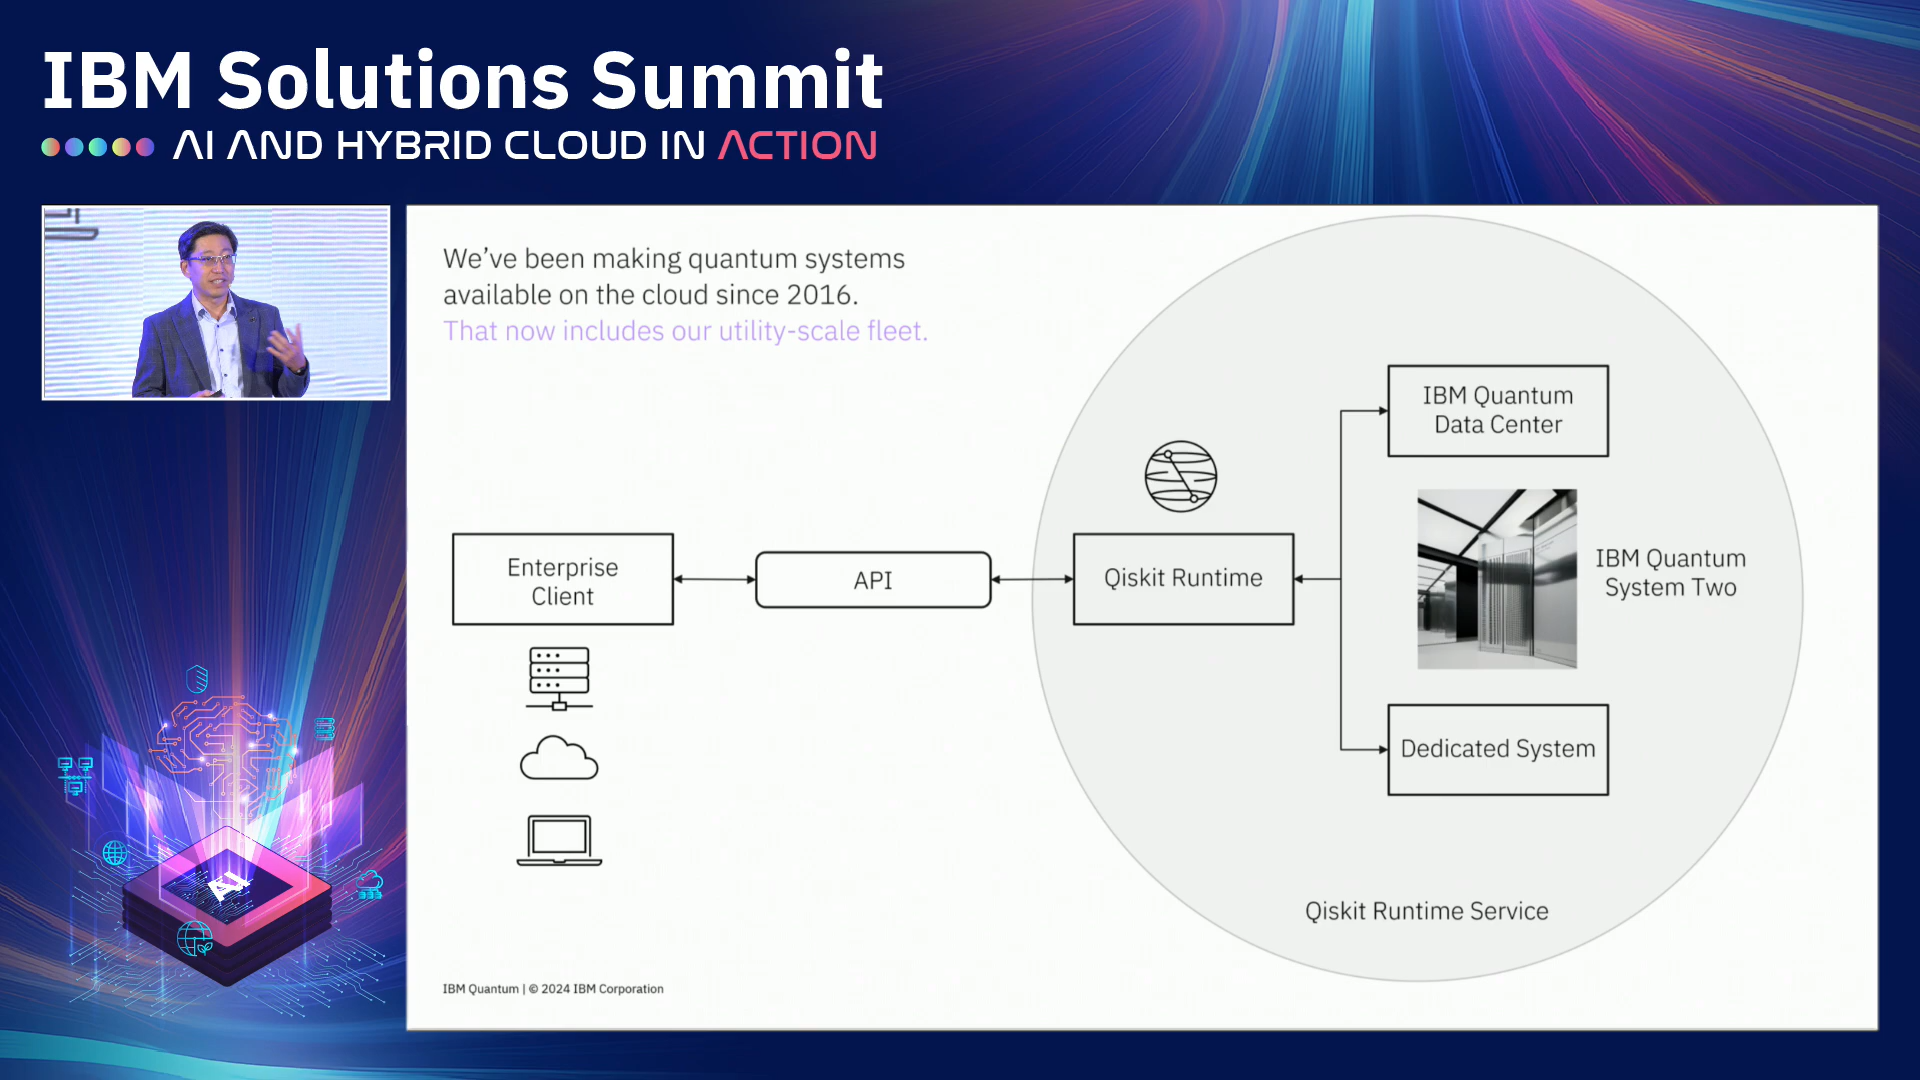 IBM Solutions Summit
AI AND HYBRID CLOUD IN ACTION
We’ve been making quantum systems
available on the cloud since 2016.
That now includes our utility-scale fleet.
IBM Quantum
Data Center
Enterprise
Client
API
Qiskit Runtime
IBM Quantum
System Two
Dedicated System
Qiskit Runtime Service
IBM Quantum | © 2024 IBM Corporation
AI